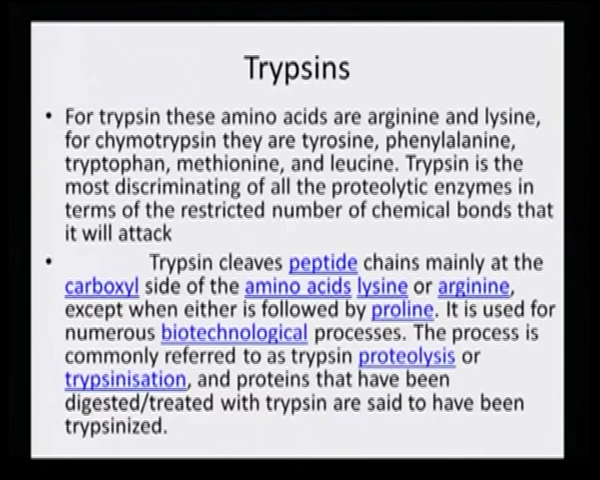 Trypsins
• For trypsin these amino acids are arginine and lysine,
for chymotrypsin they are tyrosine, phenylalanine,
tryptophan, methionine, and leucine. Trypsin is the
most discriminating of all the proteolytic enzymes in
terms of the restricted number of chemical bonds that
it will attack
• Trypsin cleaves peptide chains mainly at the
carboxyl side of the amino acids lysine or arginine,
except when either is followed by proline. It is used for
numerous biotechnological processes. The process is
commonly referred to as trypsin proteolysis or
trypsinisation, and proteins that have been
digested/treated with trypsin are said to have been
trypsinized.